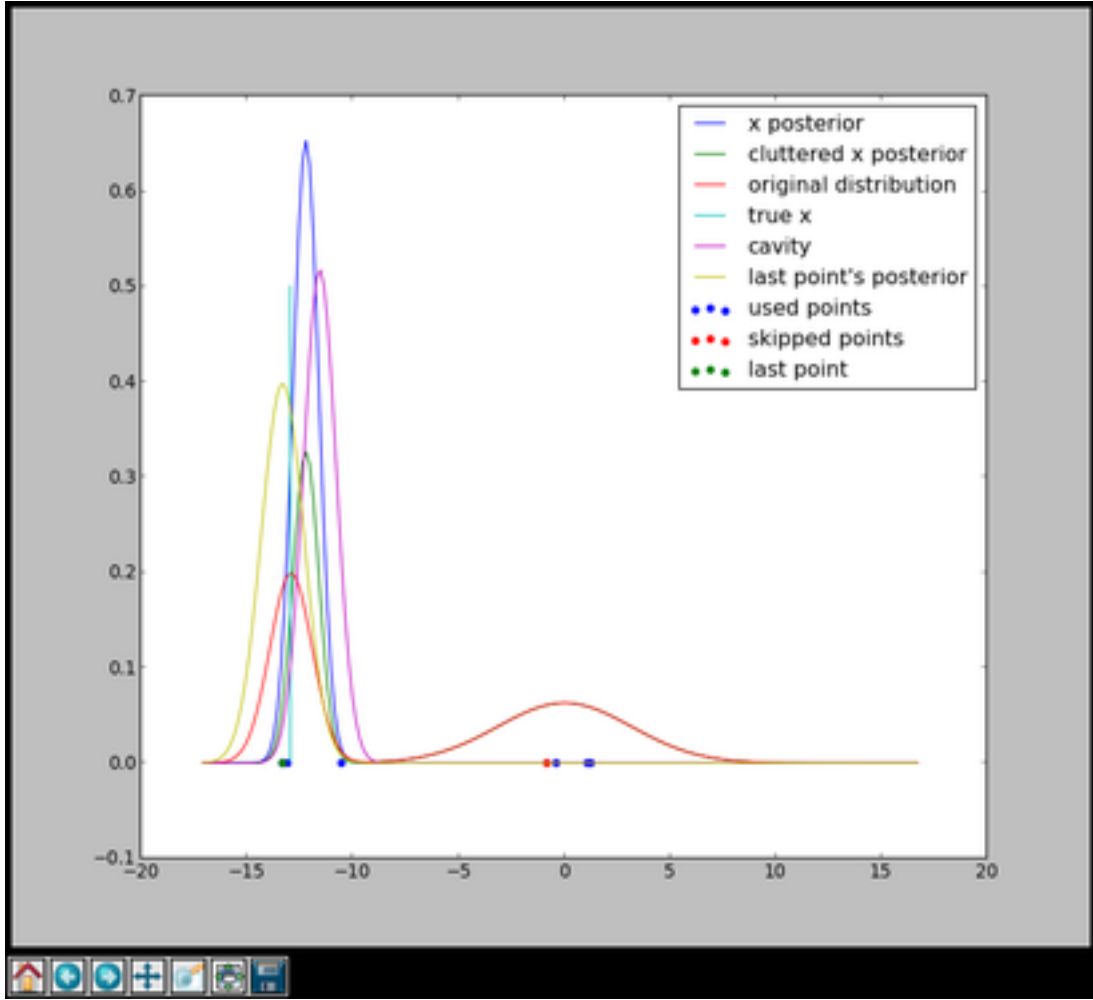 0.7
0.6
0.5
0.4
0.3
0.2
0.1
0.0
−0.1
−20 −15 −10 −5 0 5 10 15 20
x posterior
cluttered x posterior
original distribution
true x
cavity
last point's posterior
used points
skipped points
last point